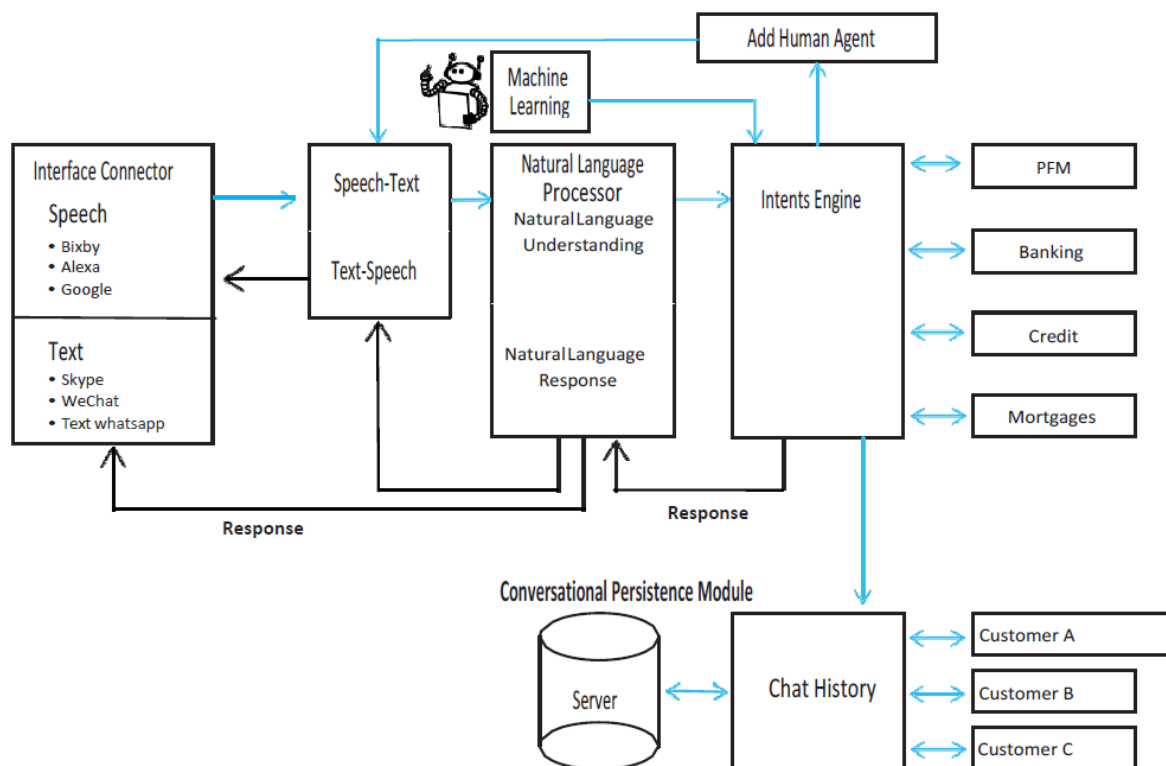 Add Human Agent
Machine
Learning
Interface Connector
Speech
• Bixby
• Alexa
• Google
Text
• Skype
• WeChat
• Text whatsapp
Speech-Text
Text-Speech
Natural Language
Processor
Natural Language
Understanding
Natural Language
Response
Intents Engine
PFM
Banking
Credit
Mortgages
Response
Response
Conversational Persistence Module
Server
Chat History
Customer A
Customer B
Customer C